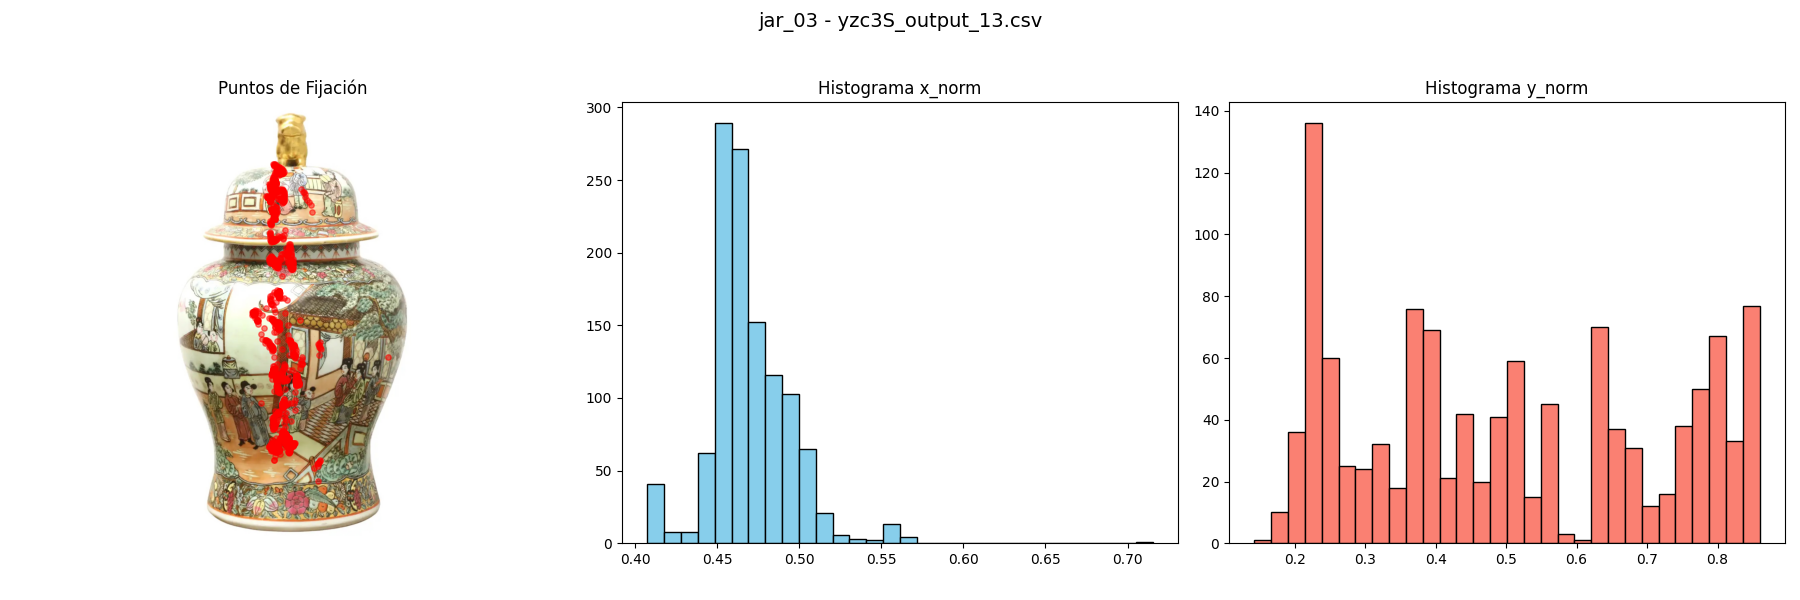 jar_03 - yzc3S_output_13.csv
Puntos de Fijación
Histograma x_norm
300
250
200
150
100
50
0
0.40 0.45 0.50 0.55 0.60 0.65 0.70
Histograma y_norm
140
120
100
80
60
40
20
0
0.2 0.3 0.4 0.5 0.6 0.7 0.8